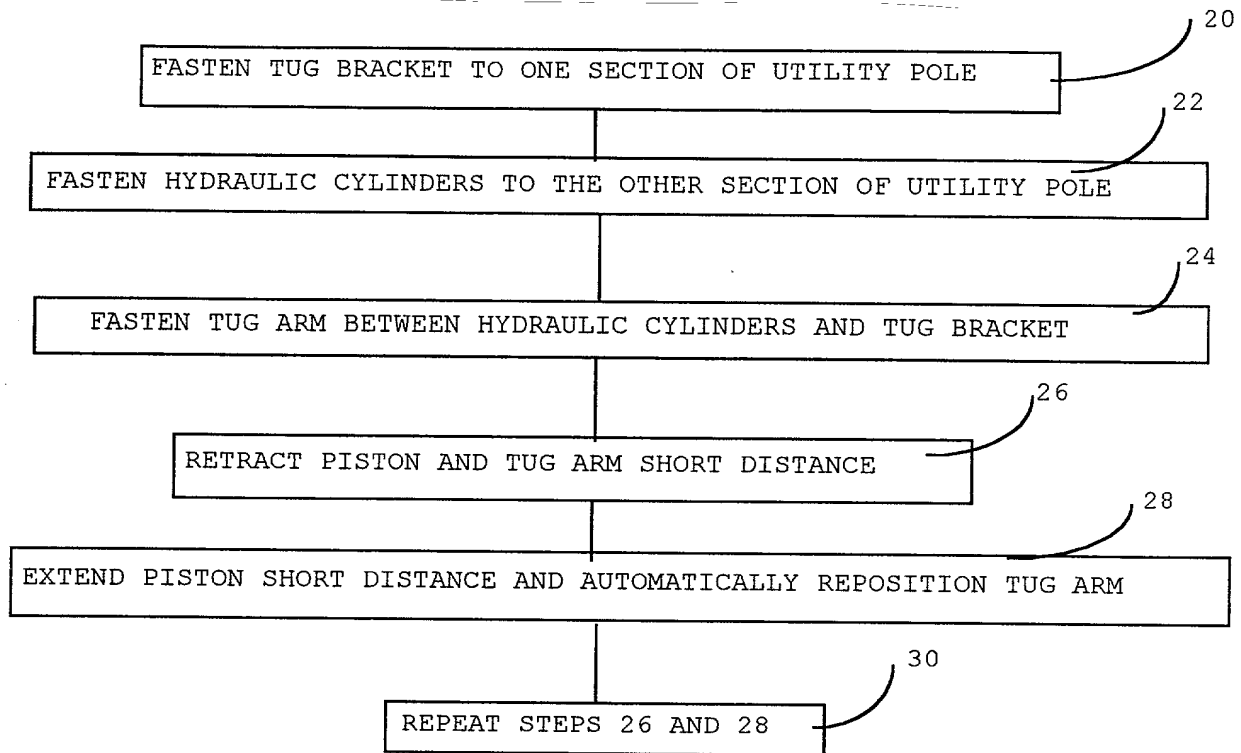 20
FASTEN TUG BRACKET TO ONE SECTION OF UTILITY POLE
22
FASTEN HYDRAULIC CYLINDERS TO THE OTHER SECTION OF UTILITY POLE
24
FASTEN TUG ARM BETWEEN HYDRAULIC CYLINDERS AND TUG BRACKET
26
RETRACT PISTON AND TUG ARM SHORT DISTANCE
28
EXTEND PISTON SHORT DISTANCE AND AUTOMATICALLY REPOSITION TUG ARM
30
REPEAT STEPS 26 AND 28